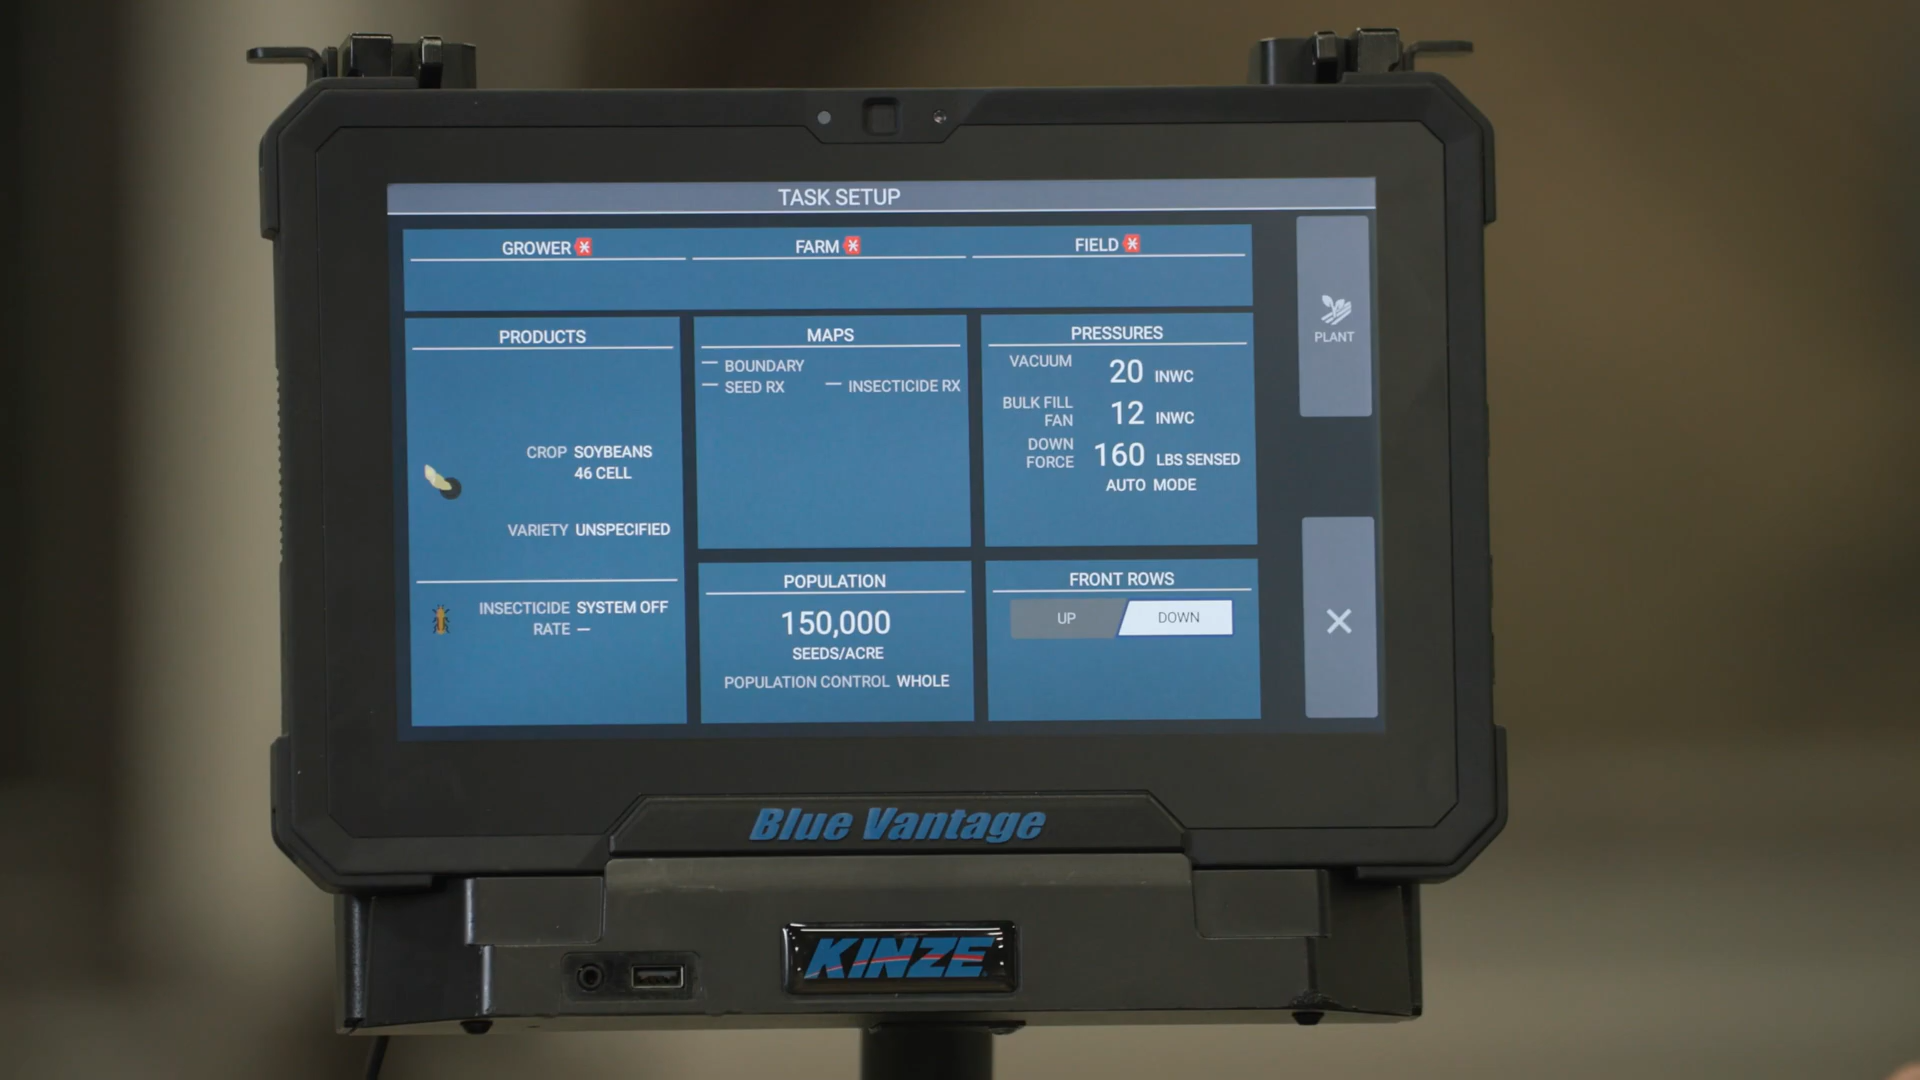 TASK SETUP
GROWER FARM FIELD
PRODUCTS
CROP SOYBEANS
46 CELL
VARIETY UNSPECIFIED
INSECTICIDE SYSTEM OFF
RATE —
MAPS
— BOUNDARY
— SEED RX — INSECTICIDE RX
PRESSURES
VACUUM 20 INWC
BULK FILL FAN 12 INWC
DOWN FORCE 160 LBS SENSED
AUTO MODE
POPULATION
150,000
SEEDS/ACRE
POPULATION CONTROL WHOLE
FRONT ROWS
UP DOWN
PLANT
Blue Vantage
KINZE